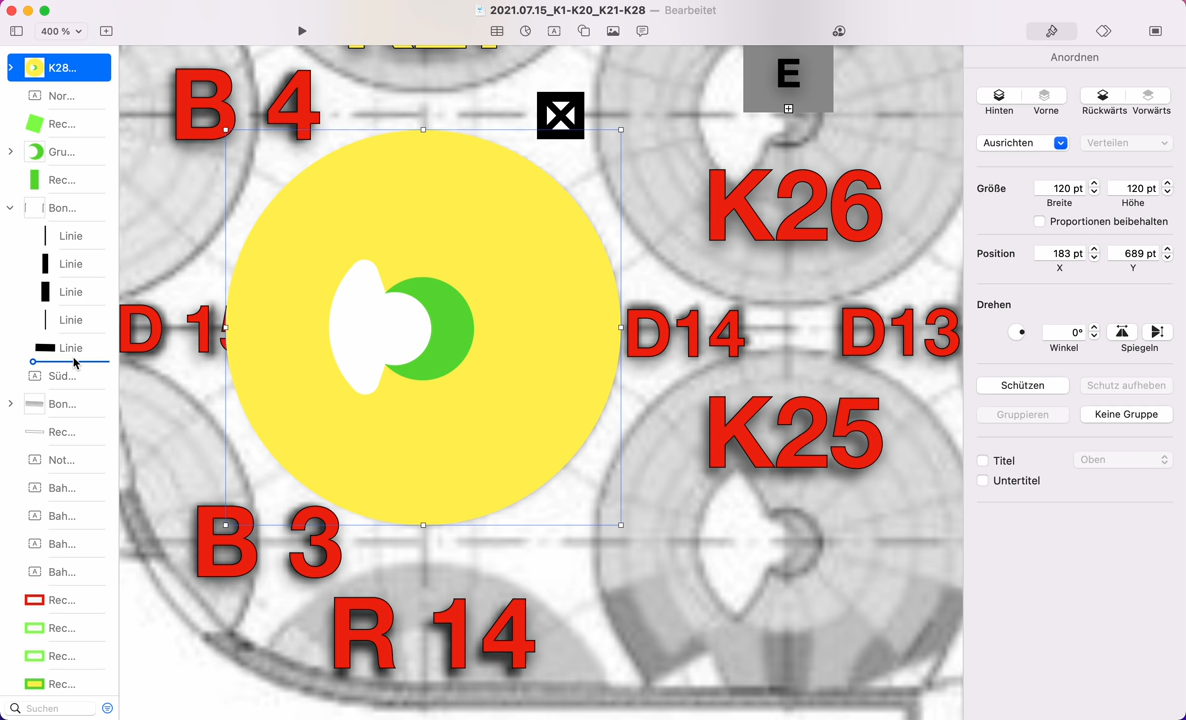 2021.07.15_K1-K20_K21-K28 — Bearbeitet
400 %
Anordnen
K28...
Nor...
Rec...
Gru...
Rec...
Bon...
Linie
Linie
Linie
Linie
Linie
Süd...
Bon...
Rec...
Not...
Bah...
Bah...
Bah...
Bah...
Rec...
Rec...
Rec...
Rec...
Suchen
B 4
E
K26
D14
D13
K25
B 3
R 14
Hinten Vorne Rückwärts Vorwärts
Ausrichten Verteilen
Größe 120 pt 120 pt
Breite Höhe
Proportionen beibehalten
Position 183 pt 689 pt
X Y
Drehen
0°
Winkel Spiegeln
Schützen Schutz aufheben
Gruppieren Keine Gruppe
Titel Oben
Untertitel